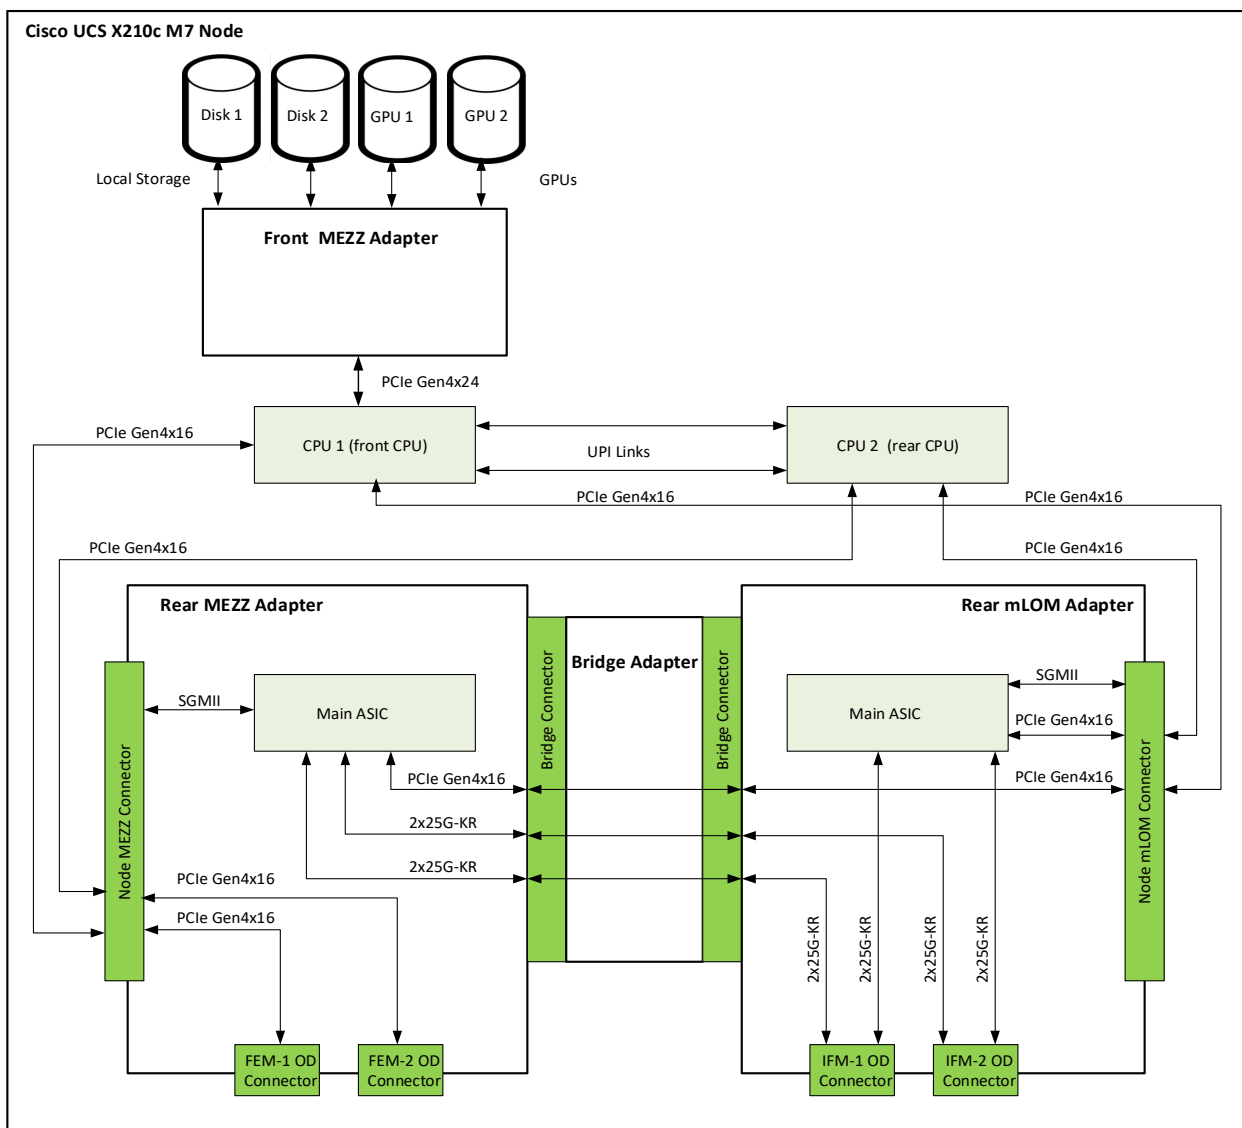 Cisco UCS X210c M7 Node
Disk 1
Disk 2
GPU 1
GPU 2
Local Storage
GPUs
Front MEZZ Adapter
PCIe Gen4x24
PCIe Gen4x16
CPU 1 (front CPU)
UPI Links
CPU 2 (rear CPU)
PCIe Gen4x16
PCIe Gen4x16
PCIe Gen4x16
PCIe Gen4x16
Rear MEZZ Adapter
Rear mLOM Adapter
Bridge Adapter
Bridge Connector
Bridge Connector
Node MEZZ Connector
Node mLOM Connector
SGMII
Main ASIC
Main ASIC
SGMII
PCIe Gen4x16
PCIe Gen4x16
PCIe Gen4x16
2x25G-KR
2x25G-KR
PCIe Gen4x16
PCIe Gen4x16
2x25G-KR
2x25G-KR
2x25G-KR
2x25G-KR
FEM-1 OD
Connector
FEM-2 OD
Connector
IFM-1 OD
Connector
IFM-2 OD
Connector